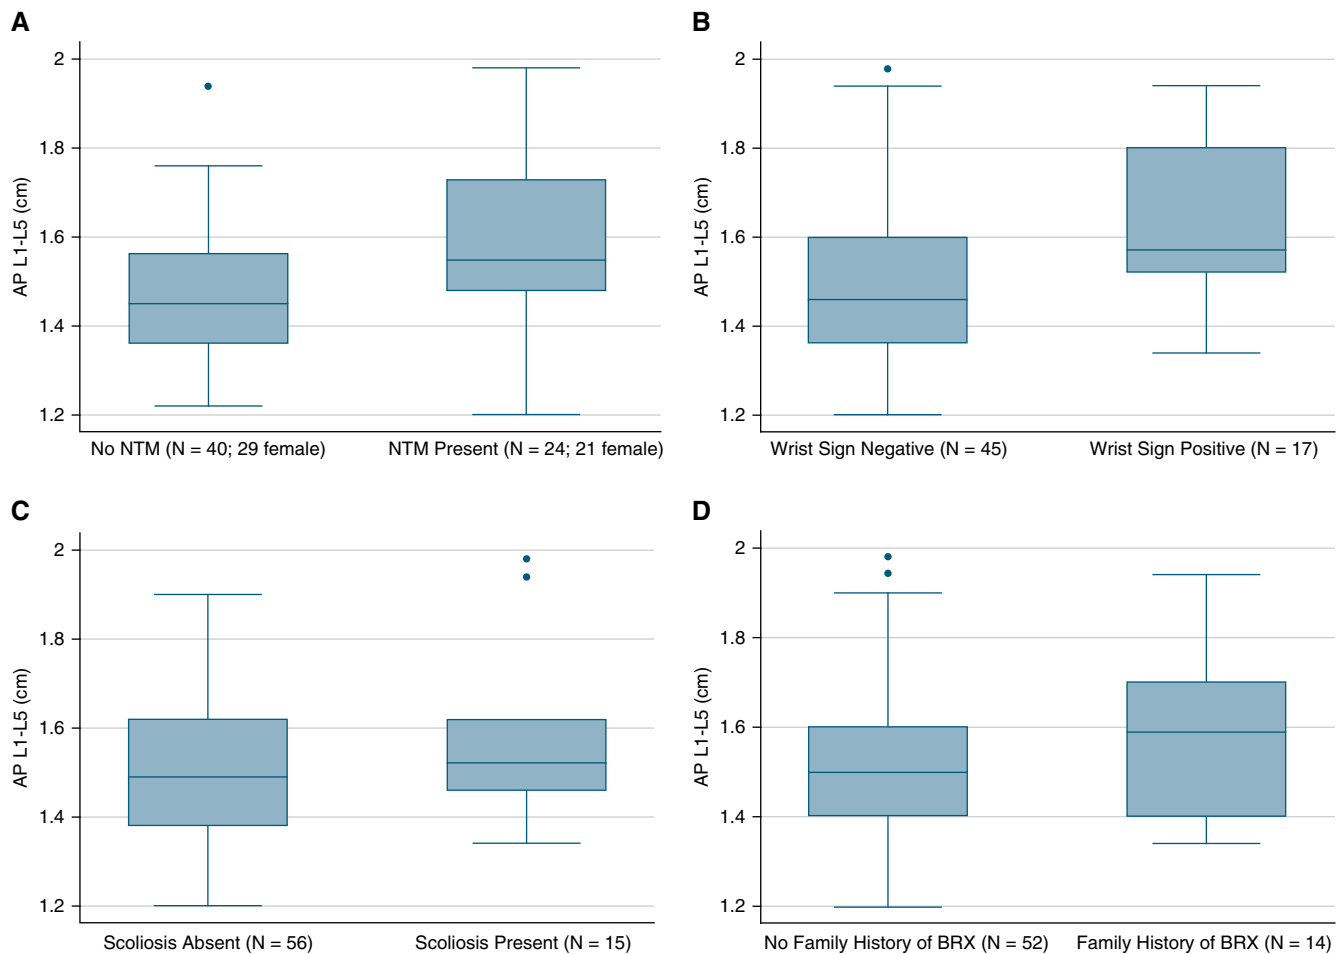 A
AP L1-L5 (cm)
2
1.8
1.6
1.4
1.2
No NTM (N = 40; 29 female)
NTM Present (N = 24; 21 female)
B
AP L1-L5 (cm)
2
1.8
1.6
1.4
1.2
Wrist Sign Negative (N = 45)
Wrist Sign Positive (N = 17)
C
AP L1-L5 (cm)
2
1.8
1.6
1.4
1.2
Scoliosis Absent (N = 56)
Scoliosis Present (N = 15)
D
AP L1-L5 (cm)
2
1.8
1.6
1.4
1.2
No Family History of BRX (N = 52)
Family History of BRX (N = 14)